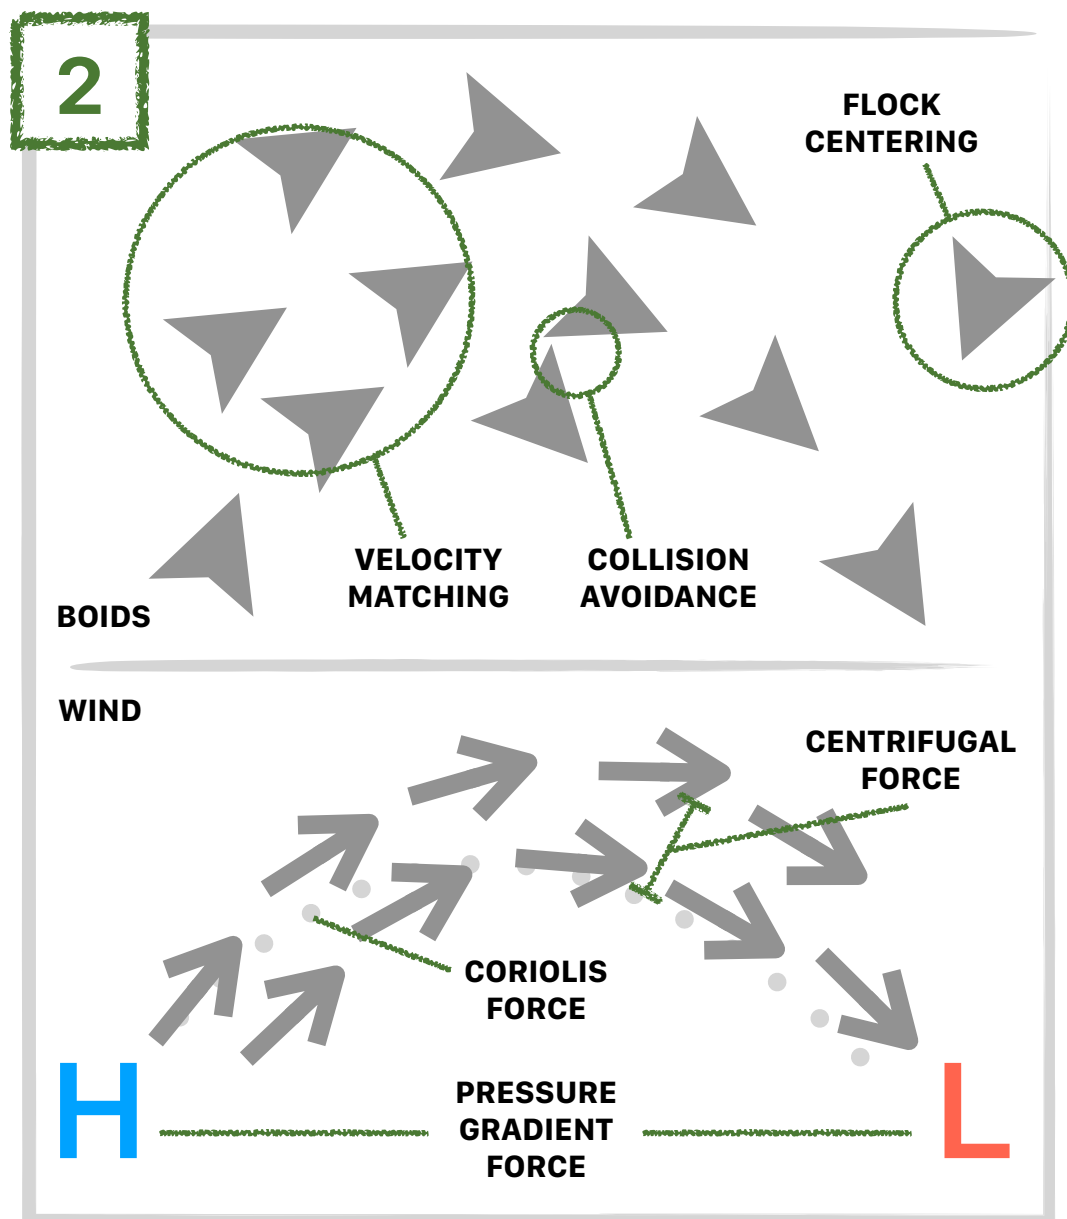 2
FLOCK
CENTERING
VELOCITY
MATCHING
COLLISION
AVOIDANCE
BOIDS
WIND
CENTRIFUGAL
FORCE
CORIOLIS
FORCE
H
PRESSURE
GRADIENT
FORCE
L